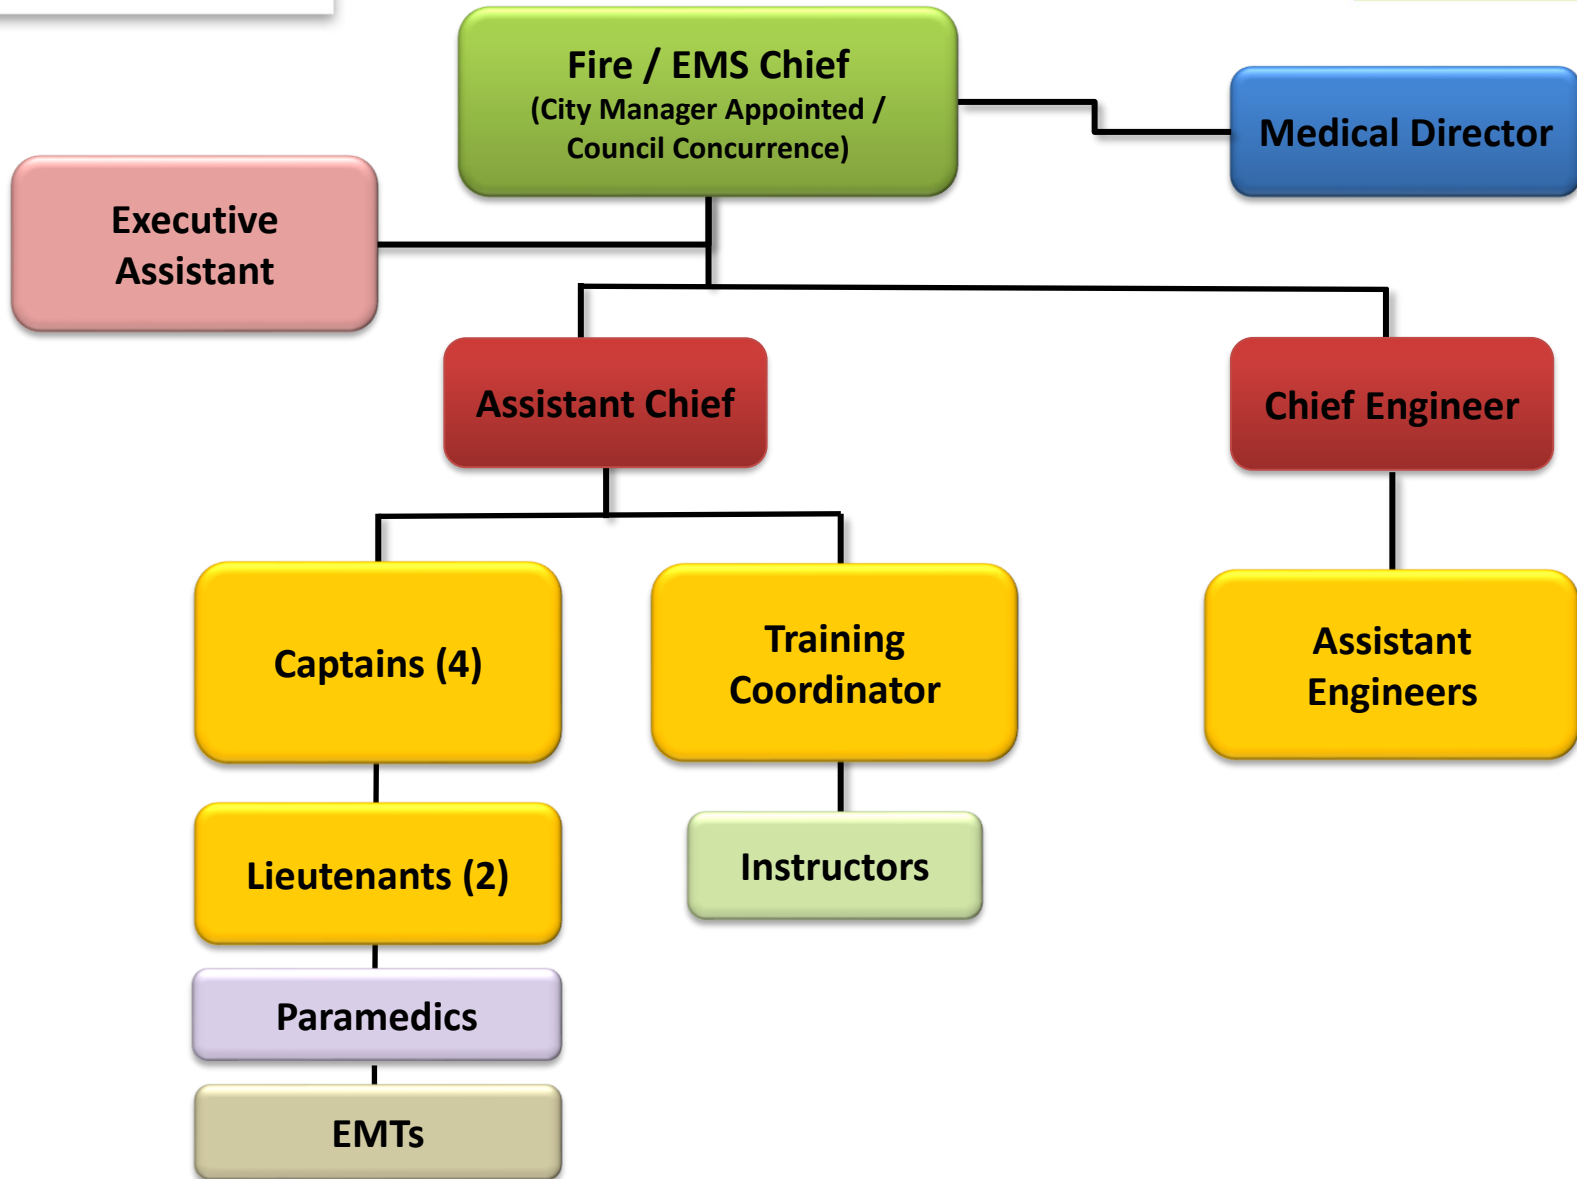 Fire / EMS Chief
(City Manager Appointed /
Council Concurrence)
Medical Director
Executive
Assistant
Assistant Chief
Chief Engineer
Captains (4)
Training
Coordinator
Assistant
Engineers
Lieutenants (2)
Instructors
Paramedics
EMTs